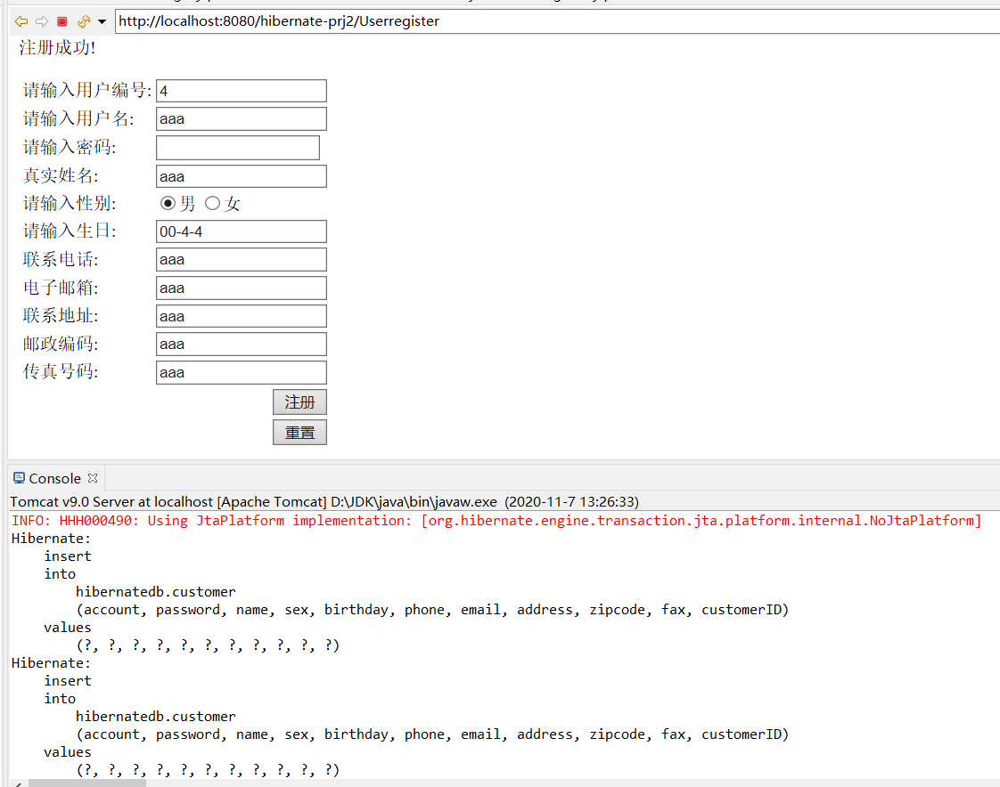 http://localhost:8080/hibernate-prj2/Userregister
注册成功!
请输入用户编号: 4
请输入用户名: aaa
请输入密码:
真实姓名: aaa
请输入性别: 男 女
请输入生日: 00-4-4
联系电话: aaa
电子邮箱: aaa
联系地址: aaa
邮政编码: aaa
传真号码: aaa
注册
重置
Console
Tomcat v9.0 Server at localhost [Apache Tomcat] D:\JDK\java\bin\javaw.exe (2020-11-7 13:26:33)
INFO: HHH000490: Using JtaPlatform implementation: [org.hibernate.engine.transaction.jta.platform.internal.NoJtaPlatform]
Hibernate:
insert
into
hibernatedb.customer
(account, password, name, sex, birthday, phone, email, address, zipcode, fax, customerID)
values
(?, ?, ?, ?, ?, ?, ?, ?, ?, ?, ?)
Hibernate:
insert
into
hibernatedb.customer
(account, password, name, sex, birthday, phone, email, address, zipcode, fax, customerID)
values
(?, ?, ?, ?, ?, ?, ?, ?, ?, ?, ?)